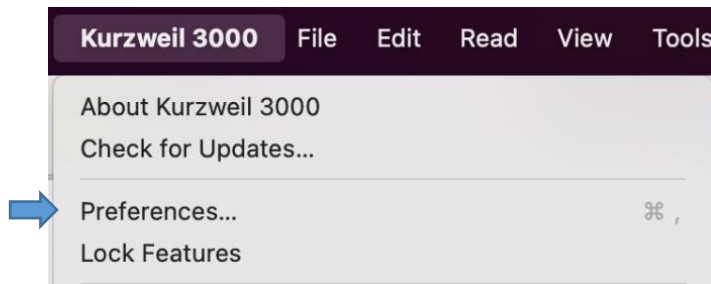 Kurzweil 3000 File Edit Read View Tools
About Kurzweil 3000
Check for Updates...
Preferences... ⌘ ,
Lock Features